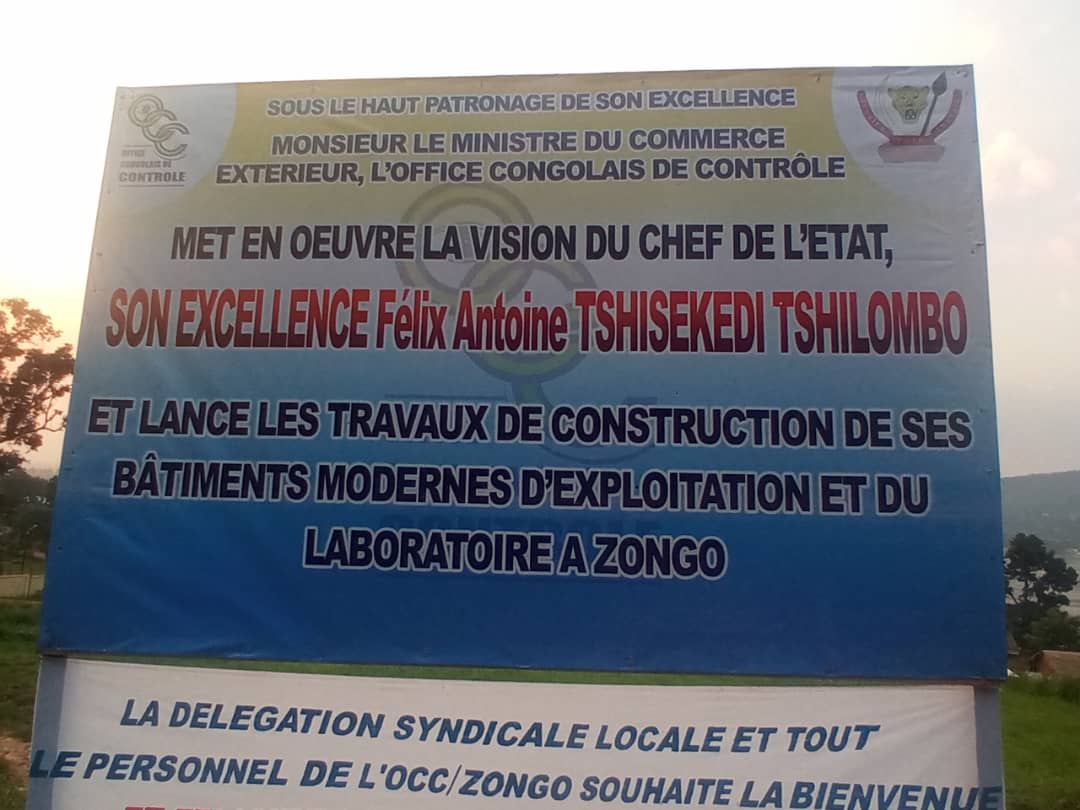 OFFICE
CONGOLAIS DE
CONTROLE
SOUS LE HAUT PATRONAGE DE SON EXCELLENCE
MONSIEUR LE MINISTRE DU COMMERCE
EXTERIEUR, L'OFFICE CONGOLAIS DE CONTRÔLE
MET EN OEUVRE LA VISION DU CHEF DE L'ETAT,
SON EXCELLENCE Félix Antoine TSHISEKEDI TSHILOMBO
ET LANCE LES TRAVAUX DE CONSTRUCTION DE SES
BÂTIMENTS MODERNES D'EXPLOITATION ET DU
LABORATOIRE A ZONGO
LA DELEGATION SYNDICALE LOCALE ET TOUT
LE PERSONNEL DE L'OCC/ZONGO SOUHAITE LA BIENVENUE